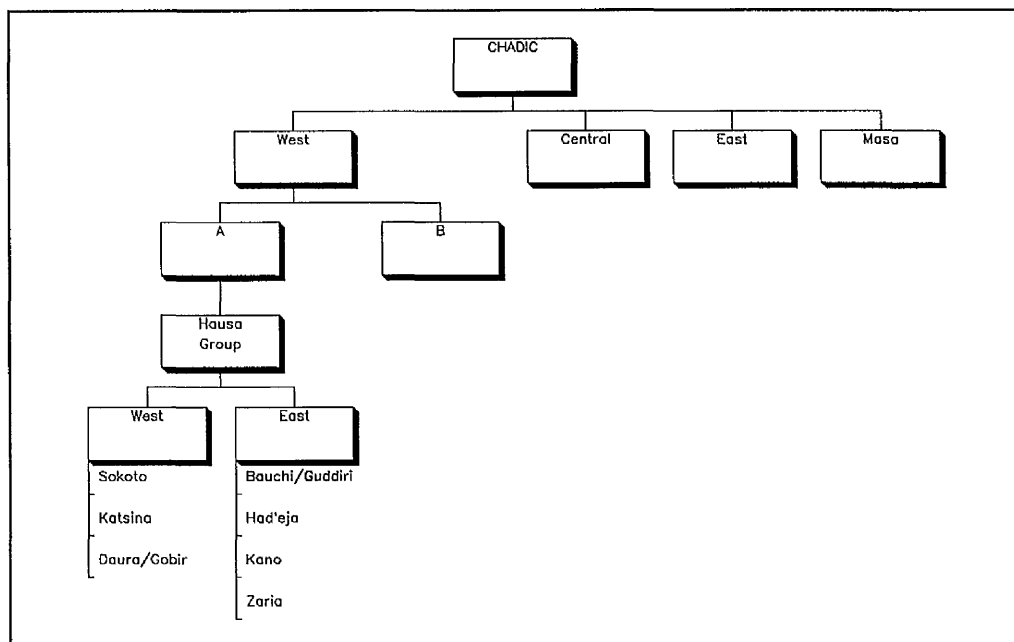 CHADIC
West
Central
East
Masa
A
B
Hausa
Group
West
East
Sokoto
Katsina
Daura/Gobir
Bauchi/Guddiri
Had'eja
Kano
Zaria